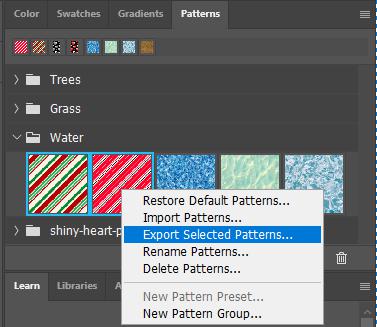 Color Swatches Gradients Patterns
Trees
Grass
Water
Restore Default Patterns...
Import Patterns...
Export Selected Patterns...
shiny-heart-p
Rename Patterns...
Delete Patterns...
Learn Libraries A
New Pattern Preset...
New Pattern Group...